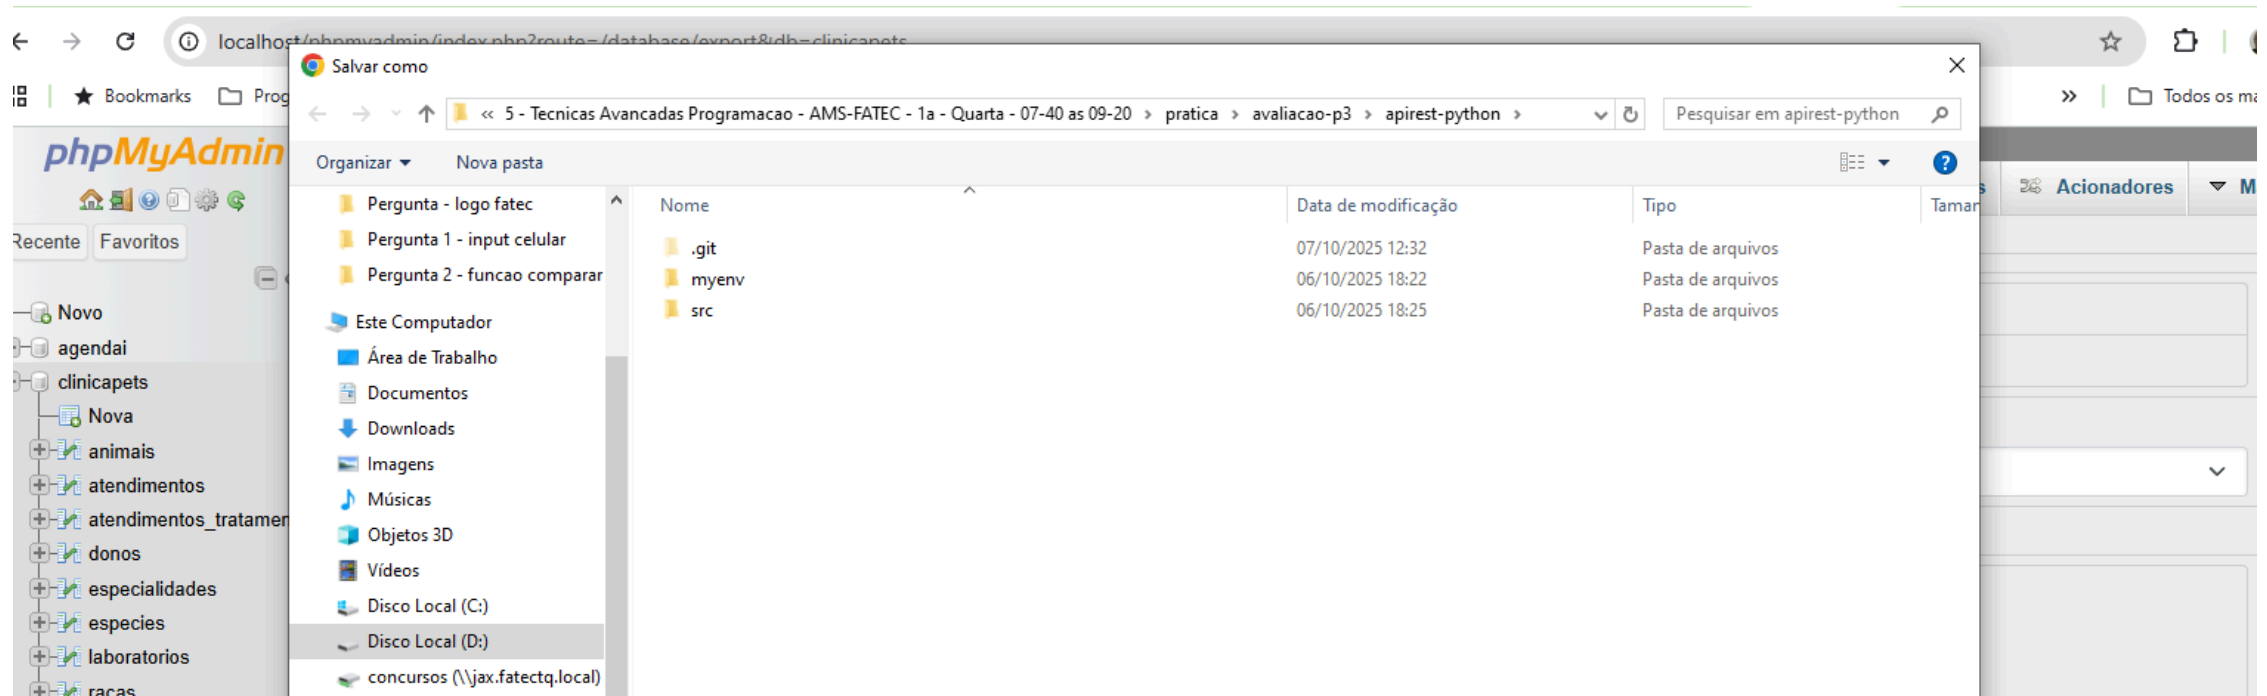 localhost/phpmyadmin/index.php?route=/database/export&db=clinicapets
Salvar como
Bookmarks
Prog
« 5 - Tecnicas Avancadas Programacao - AMS-FATEC - 1a - Quarta - 07-40 as 09-20 › pratica › avaliacao-p3 › apirest-python ›
Pesquisar em apirest-python
» Todos os ma
phpMyAdmin
Organizar
Nova pasta
?
Recente
Favoritos
Pergunta - logo fatec
Pergunta 1 - input celular
Pergunta 2 - funcao comparar
Este Computador
Área de Trabalho
Documentos
Downloads
Imagens
Músicas
Objetos 3D
Vídeos
Disco Local (C:)
Disco Local (D:)
concursos (\\jax.fatectq.local)
Nome
Data de modificação
Tipo
Taman
.git
07/10/2025 12:32
Pasta de arquivos
myenv
06/10/2025 18:22
Pasta de arquivos
src
06/10/2025 18:25
Pasta de arquivos
s
Acionadores
M
Novo
agendai
clinicapets
Nova
animais
atendimentos
atendimentos_tratamen
donos
especialidades
especies
laboratorios
racas